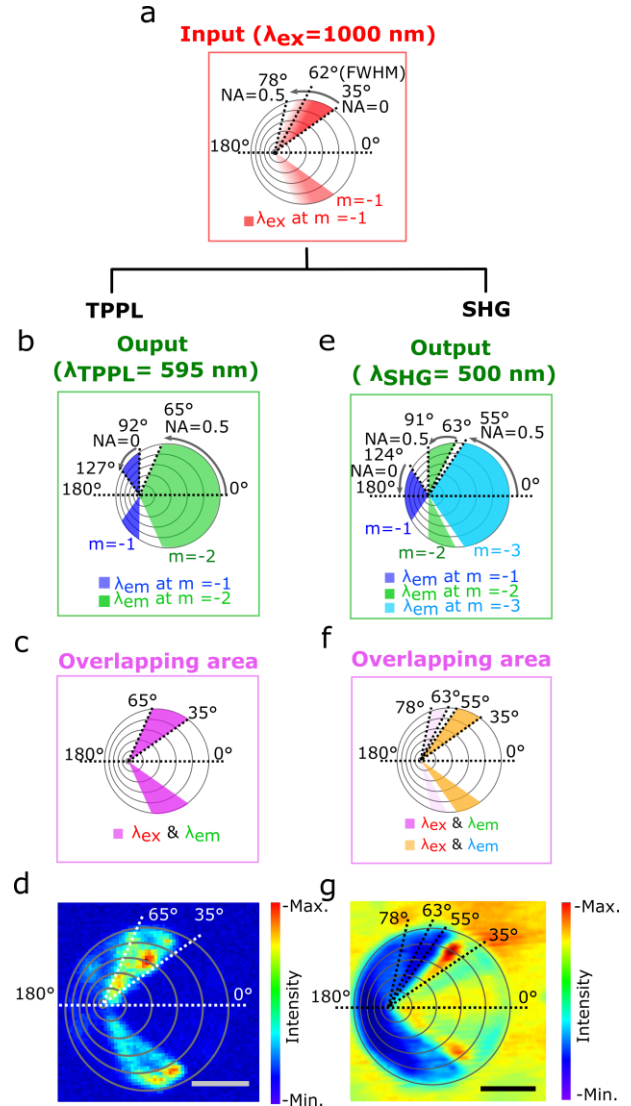 a
Input (λex=1000 nm)
78°
NA=0.5
62°(FWHM)
35°
NA=0
180°
0°
m=-1
λex at m =-1
TPPL
SHG
b
Ouput
(λTPPL= 595 nm)
92°
NA=0
65°
NA=0.5
127°
180°
0°
m=-1
m=-2
λem at m =-1
λem at m =-2
e
Output
( λSHG= 500 nm)
91°
NA=0.5
63°
55°
NA=0.5
124°
NA=0
180°
0°
m=-1
m=-2
m=-3
λem at m =-1
λem at m =-2
λem at m =-3
c
Overlapping area
65°
35°
180°
0°
λex & λem
f
Overlapping area
78°
63°
55°
35°
180°
0°
λex & λem
λex & λem
d
65°
35°
180°
0°
-Max.
Intensity
-Min.
g
78°
63°
55°
35°
180°
0°
-Max.
Intensity
-Min.